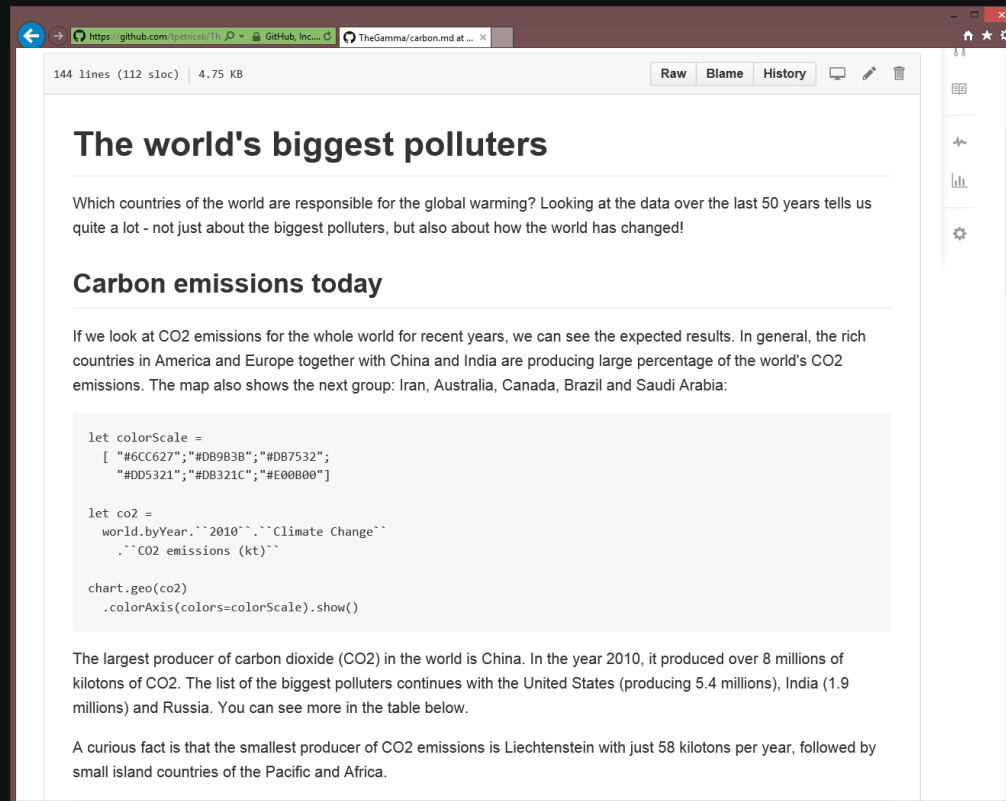 https://github.com/tpetricek/Th
GitHub, Inc....
TheGamma/carbon.md at ...
144 lines (112 sloc) 4.75 KB
Raw Blame History
The world's biggest polluters
Which countries of the world are responsible for the global warming? Looking at the data over the last 50 years tells us
quite a lot - not just about the biggest polluters, but also about how the world has changed!
Carbon emissions today
If we look at CO2 emissions for the whole world for recent years, we can see the expected results. In general, the rich
countries in America and Europe together with China and India are producing large percentage of the world's CO2
emissions. The map also shows the next group: Iran, Australia, Canada, Brazil and Saudi Arabia:
let colorScale =
[ "#6CC627";"#DB9B3B";"#DB7532";
"#DD5321";"#DB321C";"#E00B00"]
let co2 =
world.byYear.``2010``.``Climate Change``
.``CO2 emissions (kt)``
chart.geo(co2)
.colorAxis(colors=colorScale).show()
The largest producer of carbon dioxide (CO2) in the world is China. In the year 2010, it produced over 8 millions of
kilotons of CO2. The list of the biggest polluters continues with the United States (producing 5.4 millions), India (1.9
millions) and Russia. You can see more in the table below.
A curious fact is that the smallest producer of CO2 emissions is Liechtenstein with just 58 kilotons per year, followed by
small island countries of the Pacific and Africa.